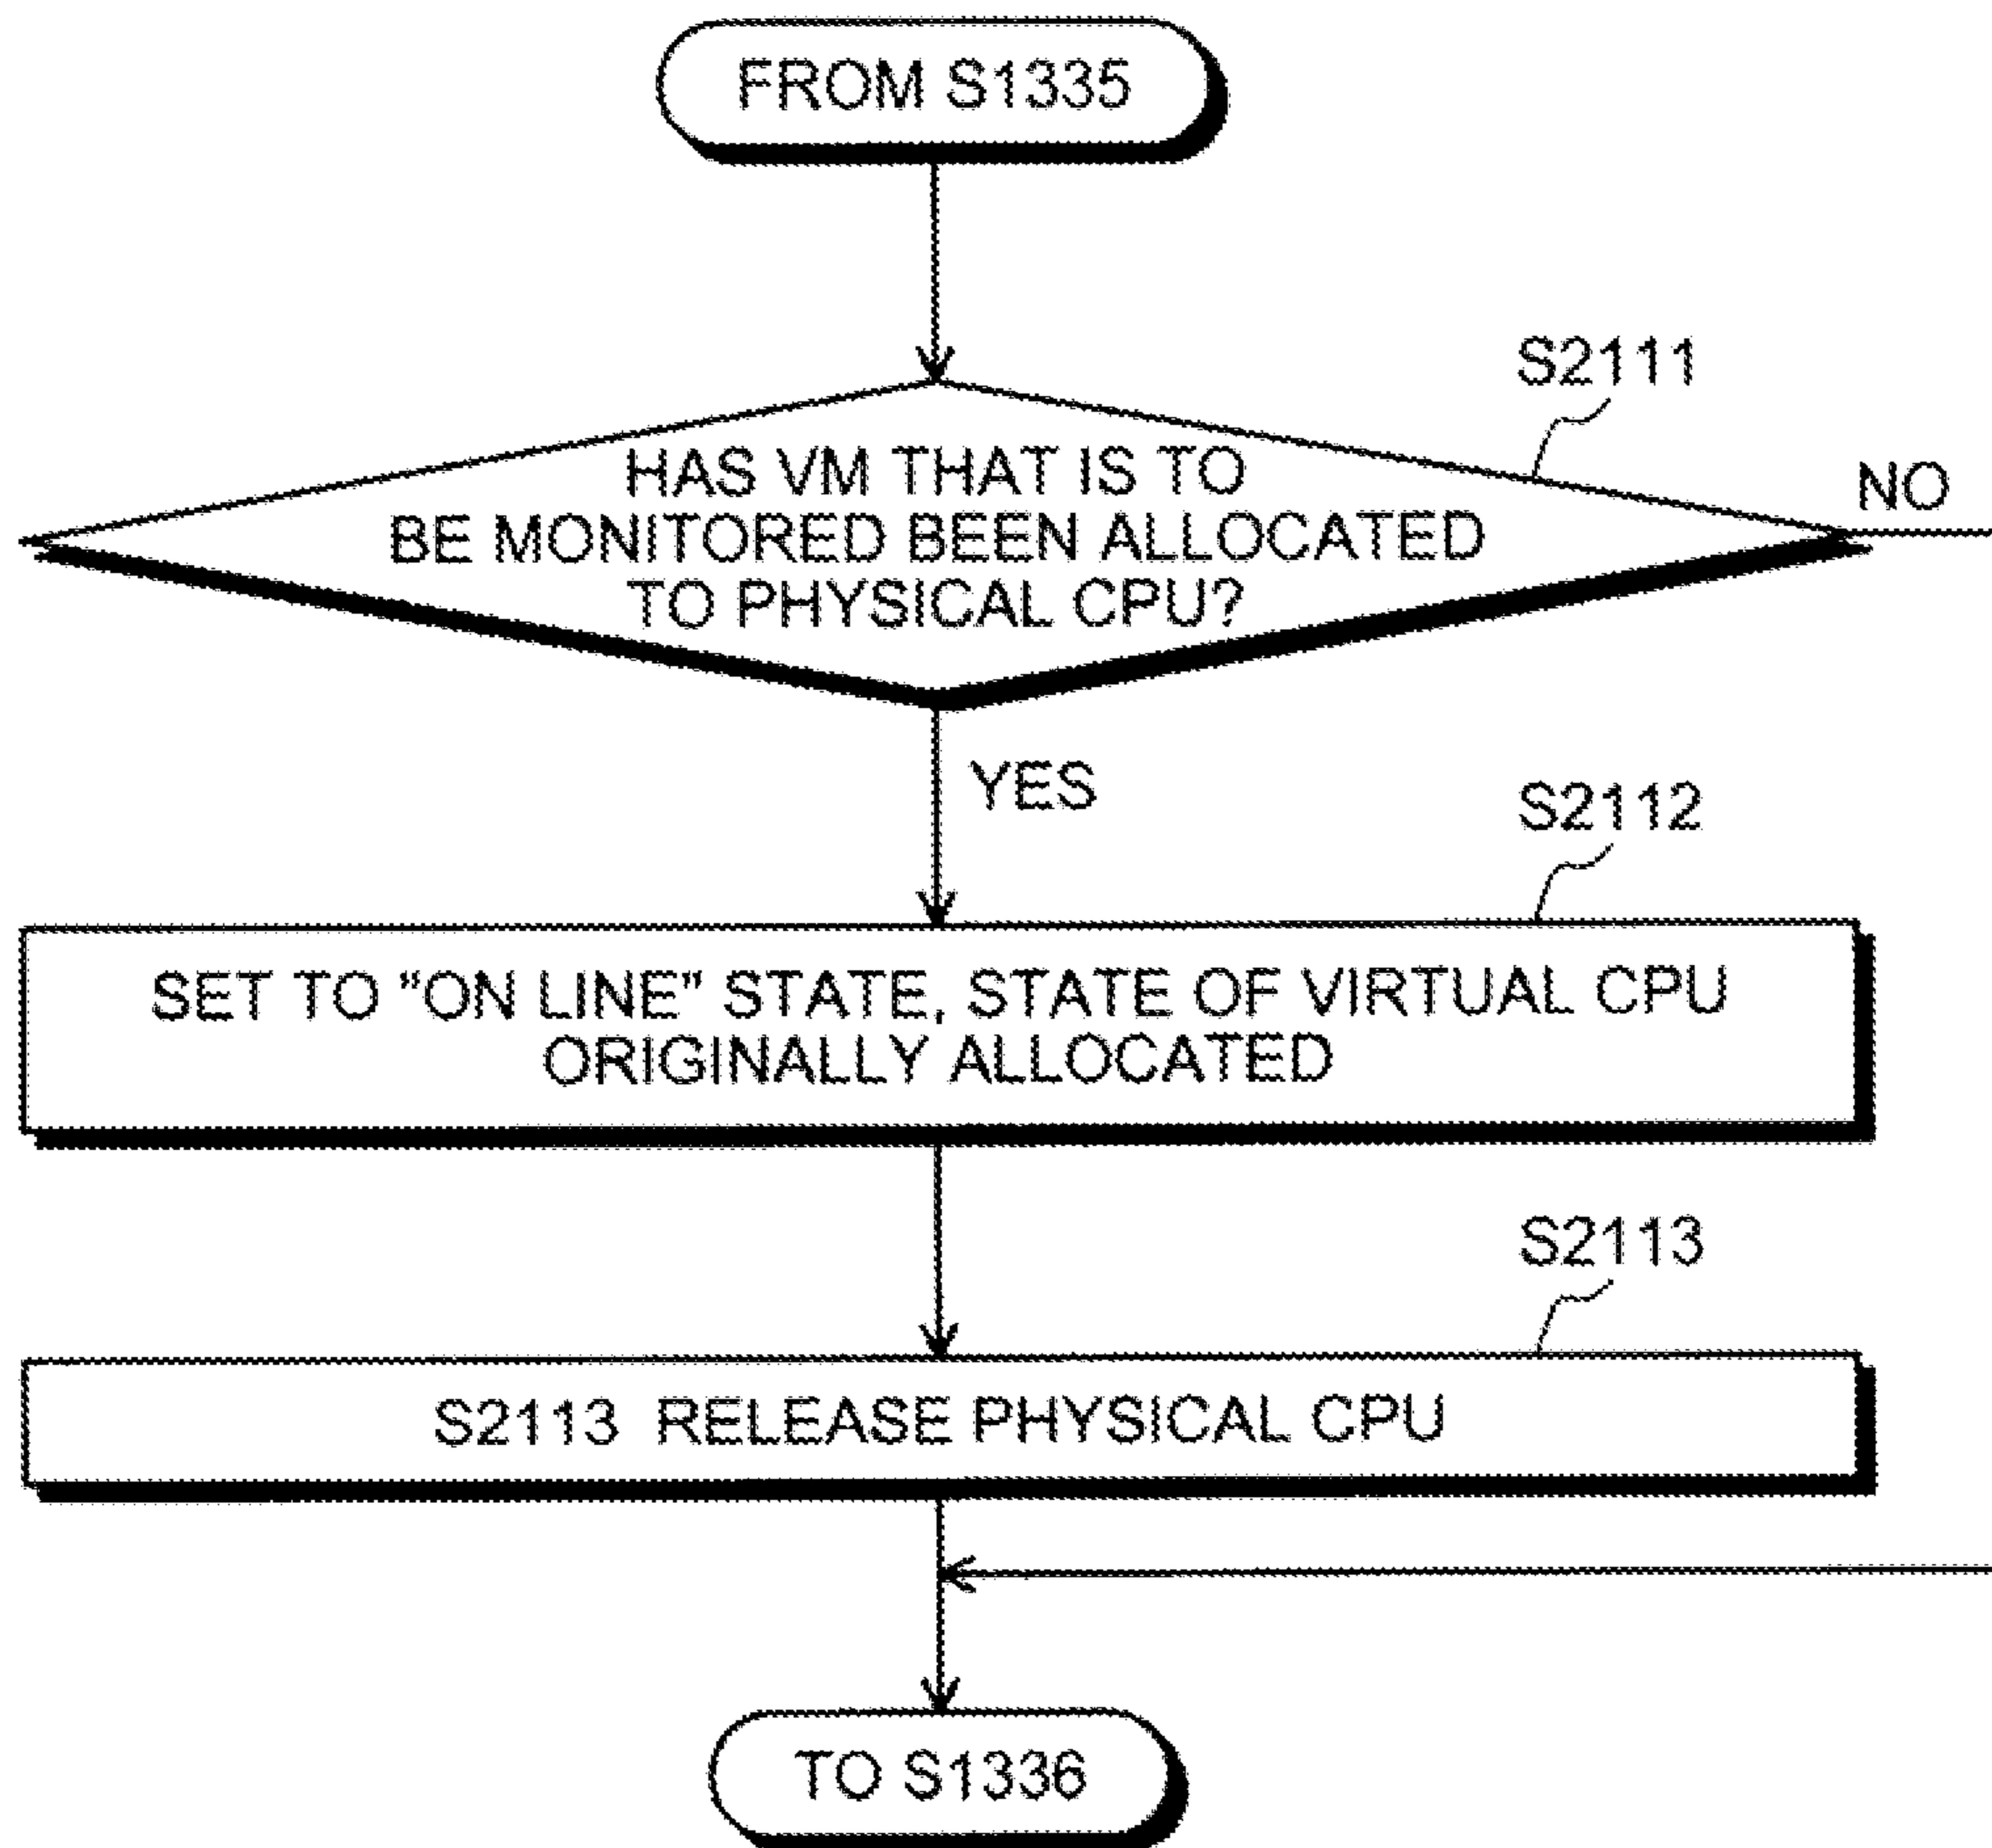 FROM S1335
S2111
HAS VM THAT IS TO
BE MONITORED BEEN ALLOCATED
TO PHYSICAL CPU?
NO
YES
S2112
SET TO ”ON LINE” STATE, STATE OF VIRTUAL CPU
ORIGINALLY ALLOCATED
S2113
S2113 RELEASE PHYSICAL CPU
TO S1336